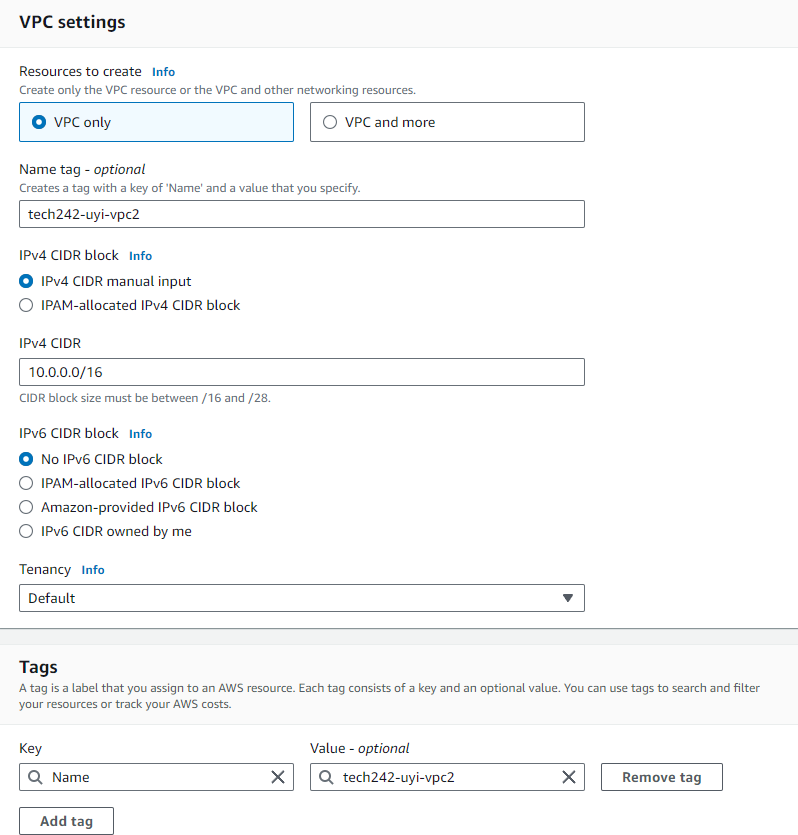 VPC settings
Resources to create Info
Create only the VPC resource or the VPC and other networking resources.
VPC only
VPC and more
Name tag - optional
Creates a tag with a key of 'Name' and a value that you specify.
tech242-uyi-vpc2
IPv4 CIDR block Info
IPv4 CIDR manual input
IPAM-allocated IPv4 CIDR block
IPv4 CIDR
10.0.0.0/16
CIDR block size must be between /16 and /28.
IPv6 CIDR block Info
No IPv6 CIDR block
IPAM-allocated IPv6 CIDR block
Amazon-provided IPv6 CIDR block
IPv6 CIDR owned by me
Tenancy Info
Default
Tags
A tag is a label that you assign to an AWS resource. Each tag consists of a key and an optional value. You can use tags to search and filter
your resources or track your AWS costs.
Key
Value - optional
Name
tech242-uyi-vpc2
Remove tag
Add tag